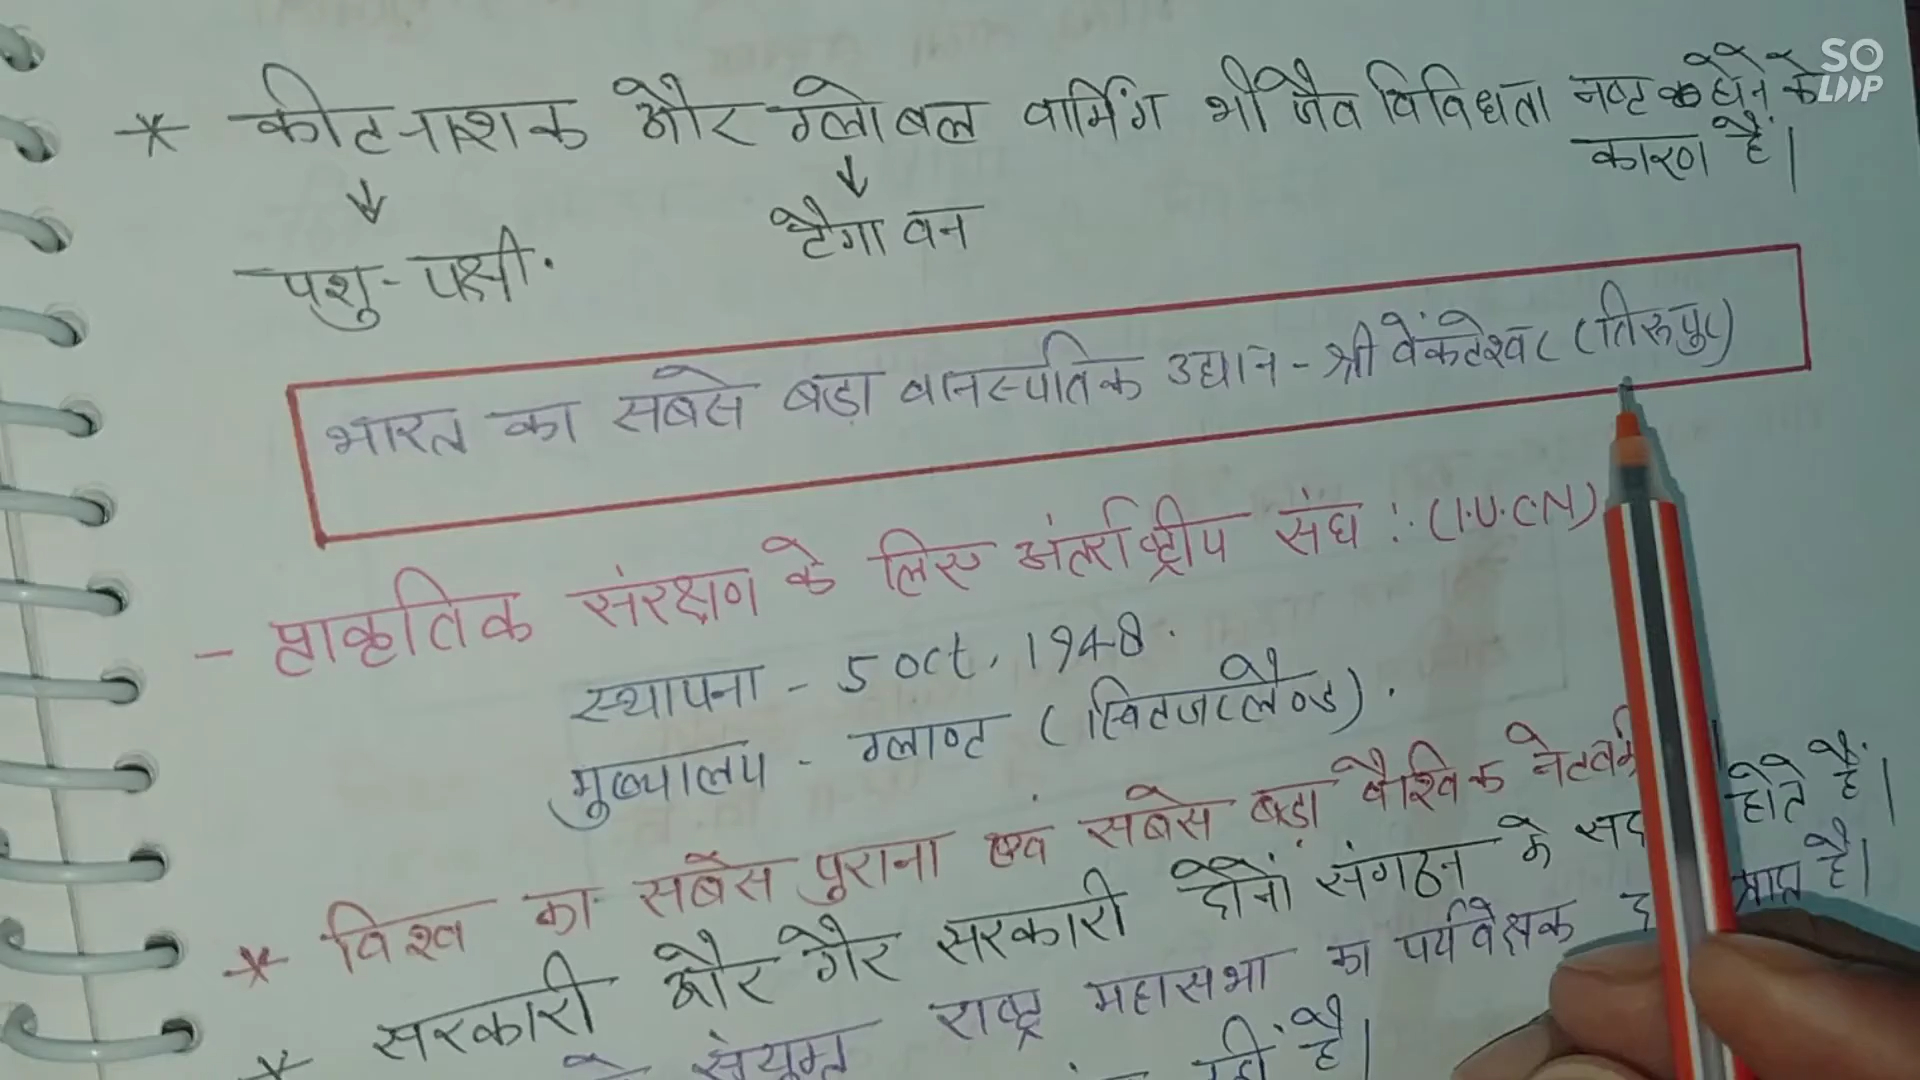 SO
LOOP
* कीटनाशक और ग्लोबल वार्मिंग भी जैव विविधता नष्ट होने के
कारण है।
↓ ↓
पशु-पक्षी. टैगा वन
भारत का सबसे बड़ा वानस्पतिक उद्यान - श्री वेंकटेश्वर (तिरूपुर)
- प्राकृतिक संरक्षण के लिए अंतर्राष्ट्रीय संघ : (I.U.C.N)
स्थापना - 5 oct, 1948.
मुख्यालय - ग्लाण्ट (स्विटजरलैण्ड).
* विश्व का सबसे पुराना एवं सबसे बड़ा वैश्विक
सरकारी और गैर सरकारी दोनों संगठन के होते हैं।
* संयुक्त राष्ट्र महासभा का पर्यवेक्षक प्राप्त है।
है।